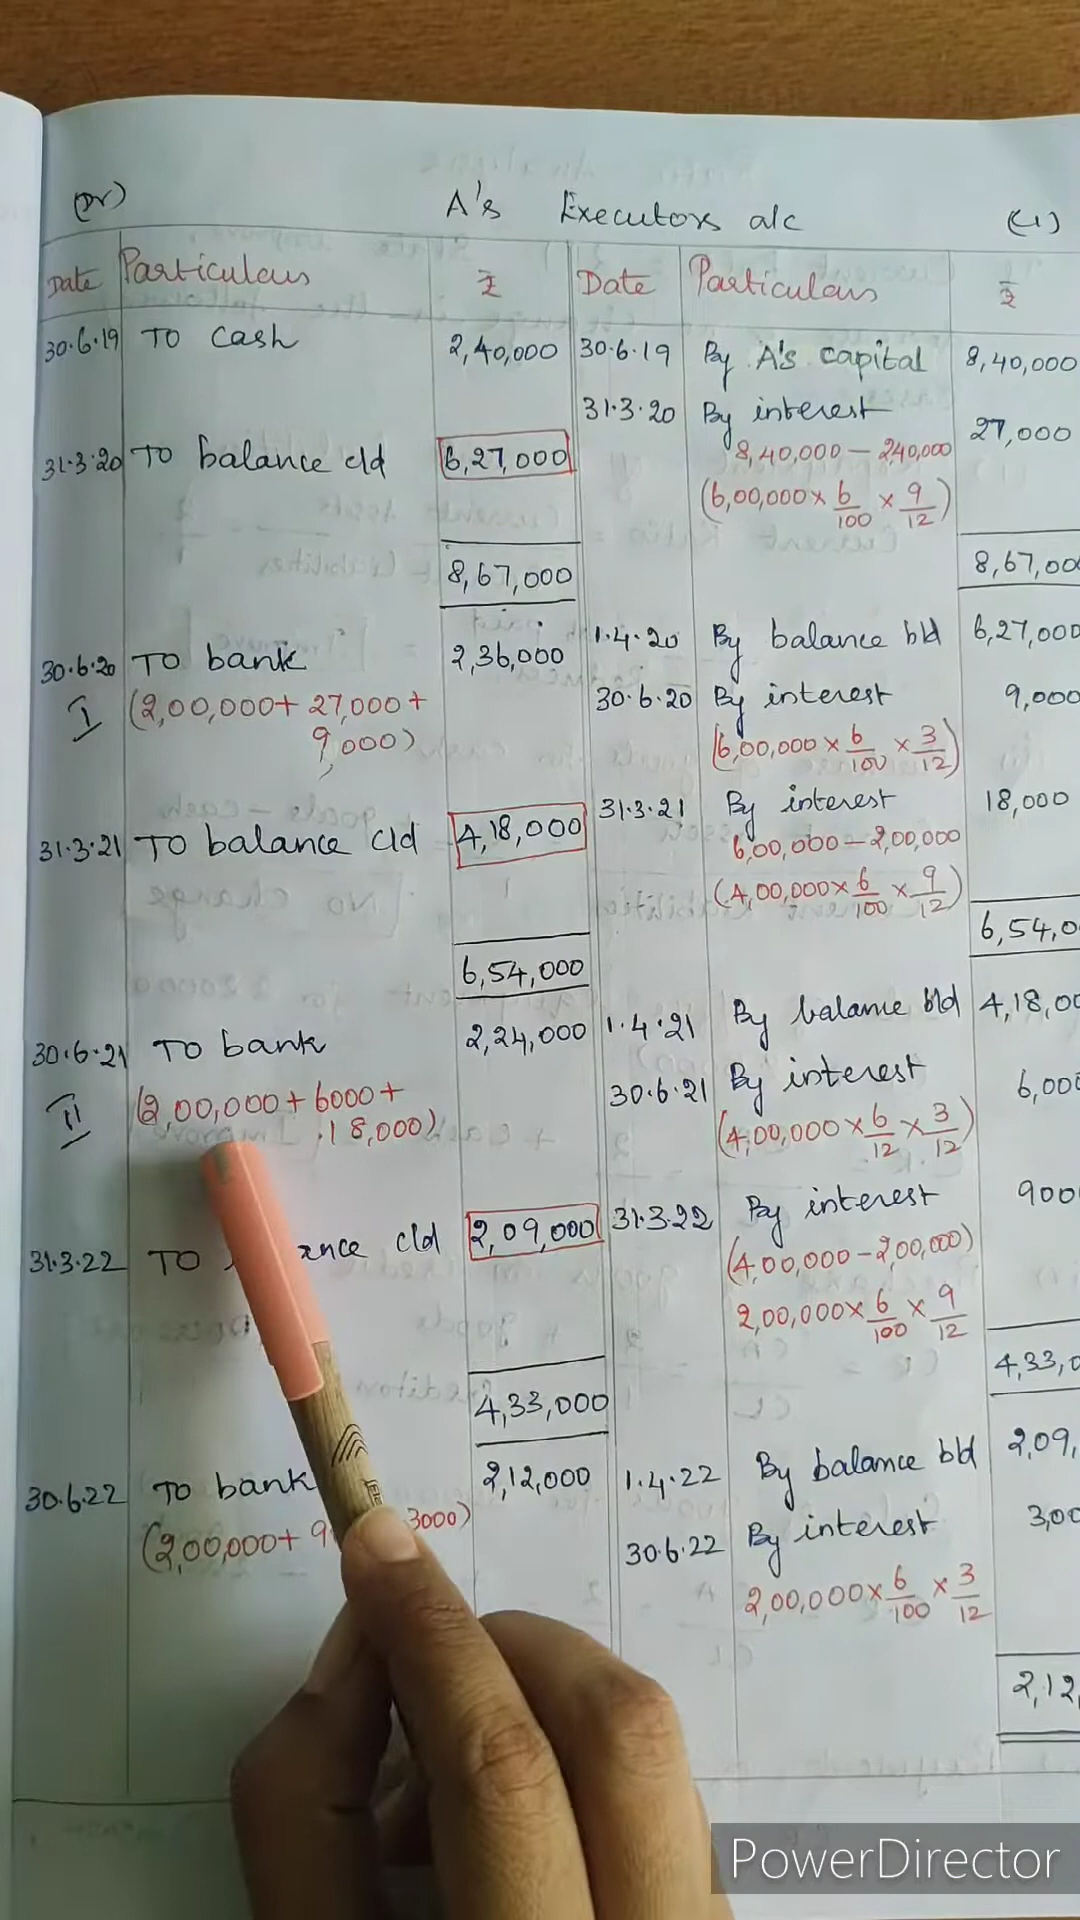 (Dr) A's Executors a/c (Cr)
Date Particulars ₹ Date Particulars ₹
30.6.19 TO cash 2,40,000 30.6.19 By A's capital 8,40,000
31.3.20 By interest 27,000
31.3.20 TO balance c/d 6,27,000 8,40,000 - 240,000
(6,00,000 × 6/100 × 9/12)
8,67,000 8,67,00
1.4.20 By balance b/d 6,27,000
30.6.20 TO bank 2,36,000
I (2,00,000 + 27,000 + 30.6.20 By interest 9,000
9,000) (6,00,000 × 6/100 × 3/12)
31.3.21 By interest 18,000
31.3.21 TO balance c/d 4,18,000 6,00,000 - 2,00,000
(4,00,000 × 6/100 × 9/12)
6,54,000 6,54,0
30.6.21 TO bank 2,24,000 1.4.21 By balance b/d 4,18,00
II (2,00,000 + 6000 + 30.6.21 By interest 6,000
18,000) (4,00,000 × 6/12 × 3/12)
31.3.22 TO ance c/d 2,09,000 31.3.22 By interest 900
(4,00,000 - 2,00,000)
2,00,000 × 6/100 × 9/12
4,33,000 4,33,0
30.6.22 TO bank 2,12,000 1.4.22 By balance b/d 2,09,
(2,00,000 + 9 3000) 30.6.22 By interest 3,00
2,00,000 × 6/100 × 3/12
2,12,
PowerDirector